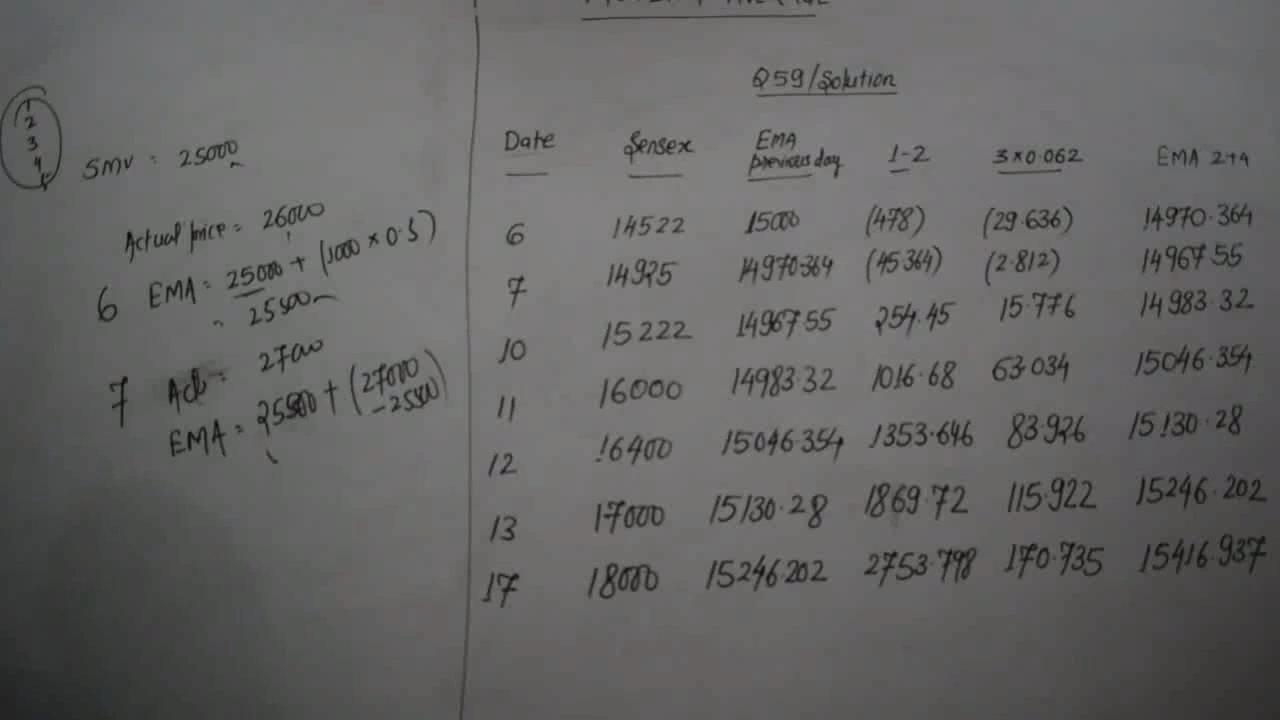 1
2
3
4
5
SMV = 25000
Actual price = 26000
6 EMA = 25000 + (1000 × 0.5)
= 25500
7 = 27000
EMA = 25500 + (27000
- 25500)
Q59/Solution
Date Sensex EMA previous day 1-2 3×0.062 EMA 2+4
6 14522 15000 (478) (29.636) 14970.364
7 14925 14970.364 (45.364) (2.812) 14967.55
10 15222 14967.55 254.45 15.776 14983.32
11 16000 14983.32 1016.68 63.034 15046.354
12 16400 15046.354 1353.646 83.926 15130.28
13 17000 15130.28 1869.72 115.922 15246.202
17 18000 15246.202 2753.798 170.735 15416.937